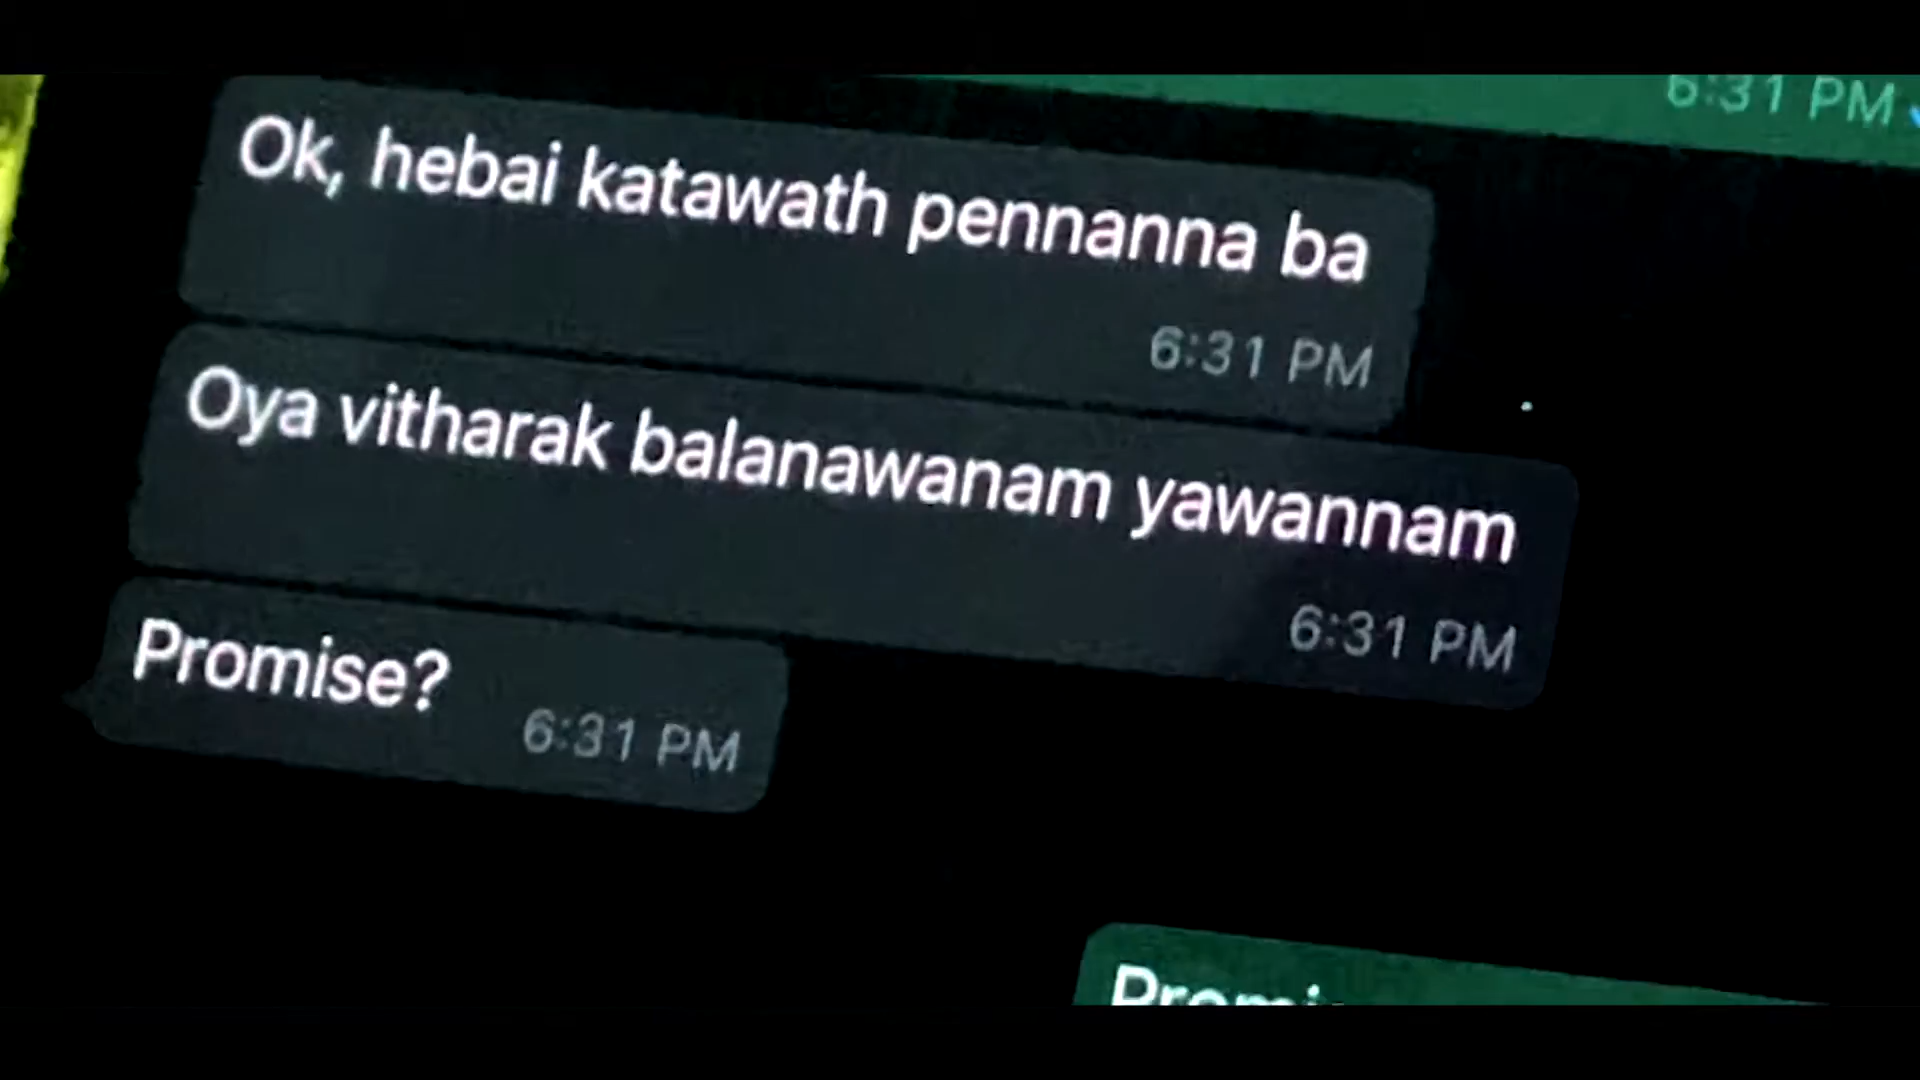 6:31 PM
Ok, hebai katawath pennanna ba
6:31 PM
Oya vitharak balanawanam yawannam
6:31 PM
Promise?
6:31 PM